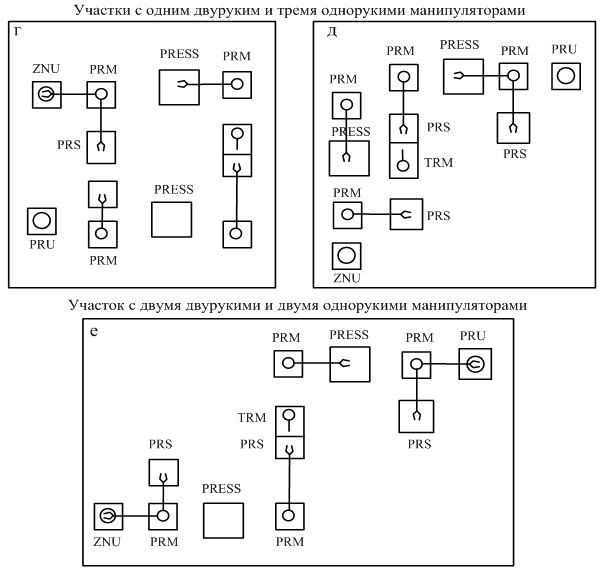 Участки с одним двуруким и тремя однорукими манипуляторами
г
ZNU
PRM
PRESS
PRM
PRS
PRESS
PRU
PRM
Д
PRM
PRESS
PRM
PRU
PRM
PRESS
PRS
TRM
PRS
PRM
PRS
ZNU
Участок с двумя двурукими и двумя однорукими манипуляторами
е
PRM
PRESS
PRM
PRU
TRM
PRS
PRS
PRS
PRESS
ZNU
PRM
PRM